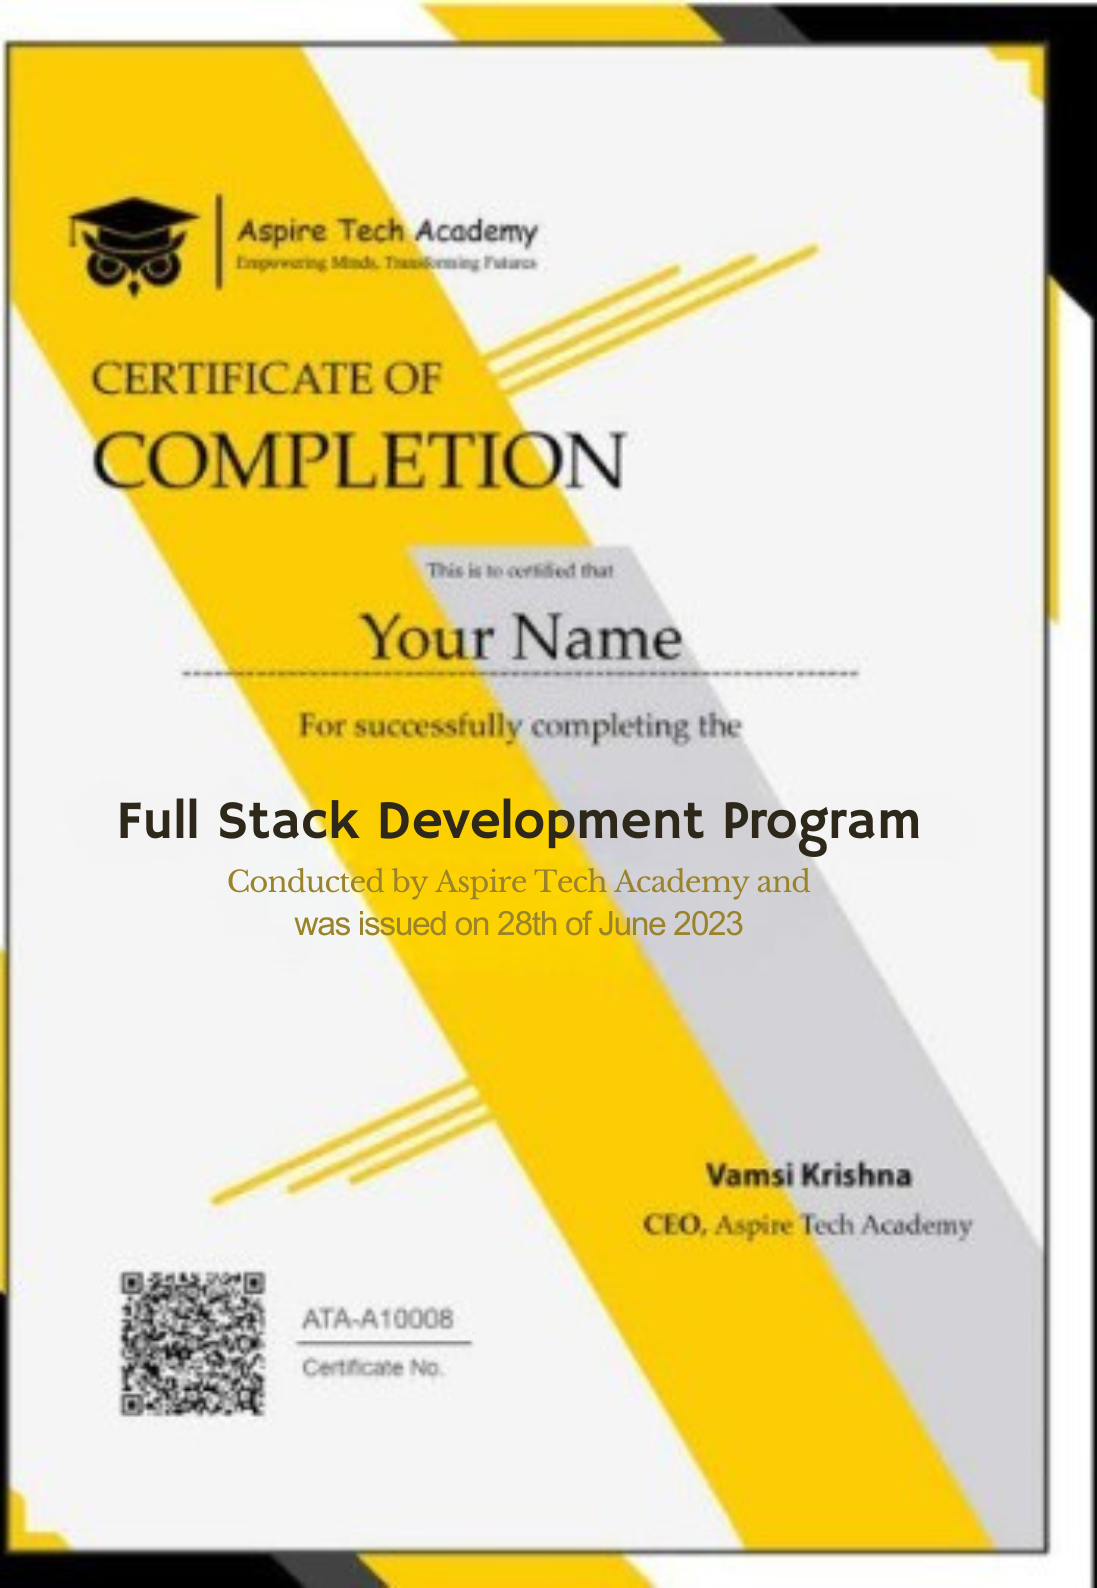 Aspire Tech Academy
Empowering Minds, Transforming Futures
CERTIFICATE OF
COMPLETION
This is to certified that
Your Name
For successfully completing the
Full Stack Development Program
Conducted by Aspire Tech Academy and
was issued on 28th of June 2023
Vamsi Krishna
CEO, Aspire Tech Academy
ATA-A10008
Certificate No.